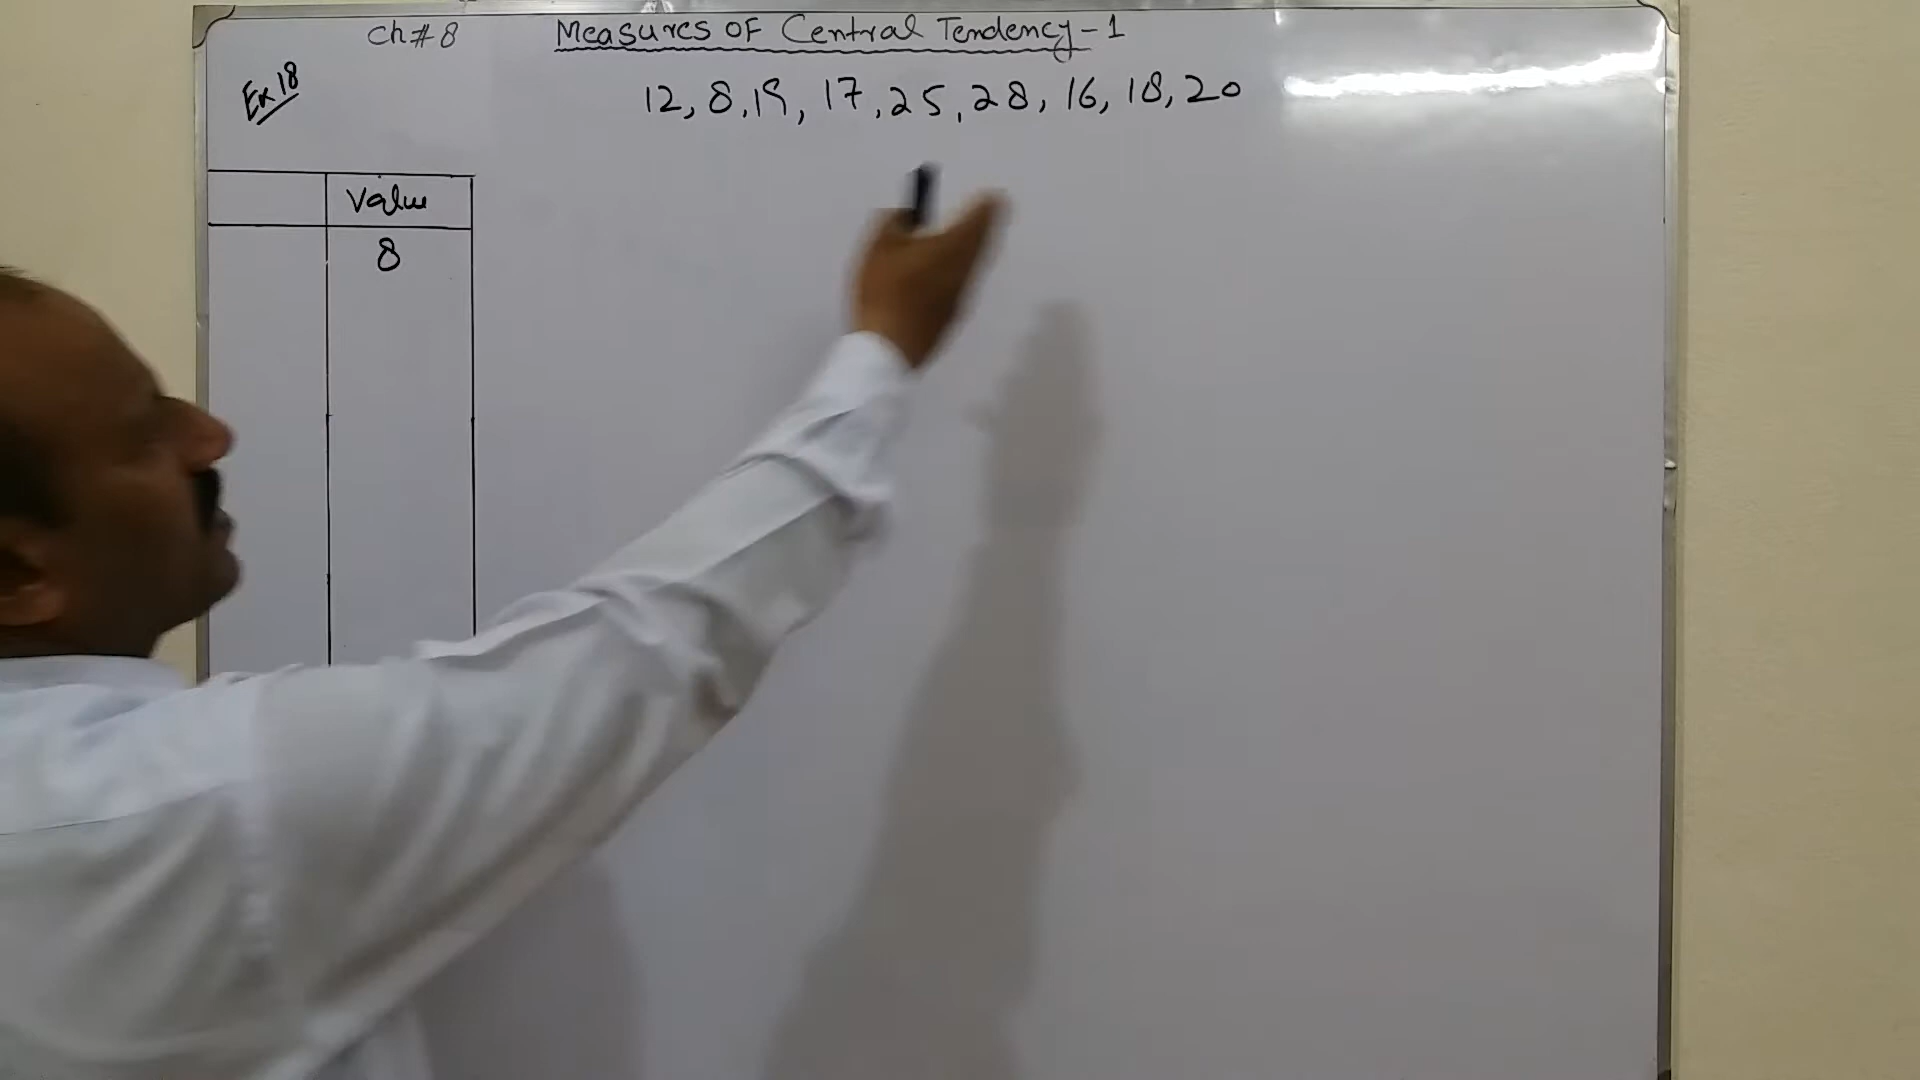 Ch#8 Measures OF Central Tendency-1
Ex 18
12, 8, 19, 17, 25, 28, 16, 18, 20
Value
8